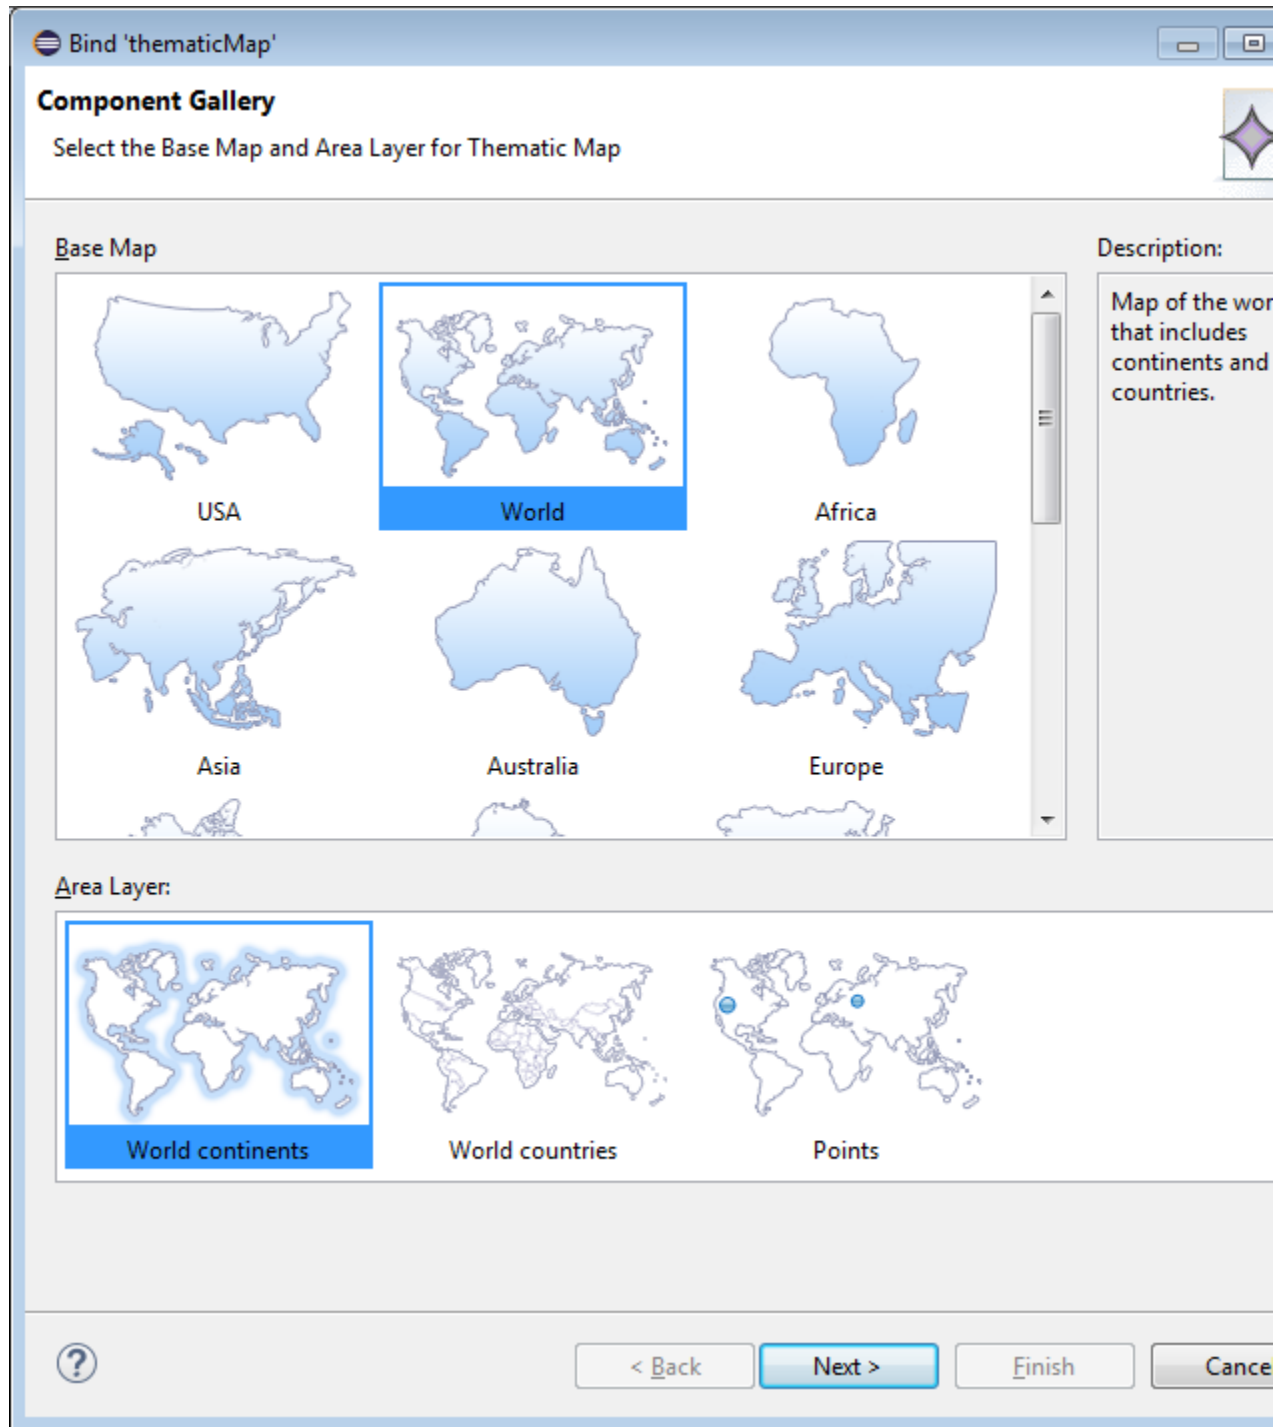 Bind 'thematicMap'
Component Gallery
Select the Base Map and Area Layer for Thematic Map
Base Map
Description:
USA
World
Africa
Map of the wor
that includes
continents and
countries.
Asia
Australia
Europe
Area Layer:
World continents
World countries
Points
?
< Back
Next >
Finish
Cance